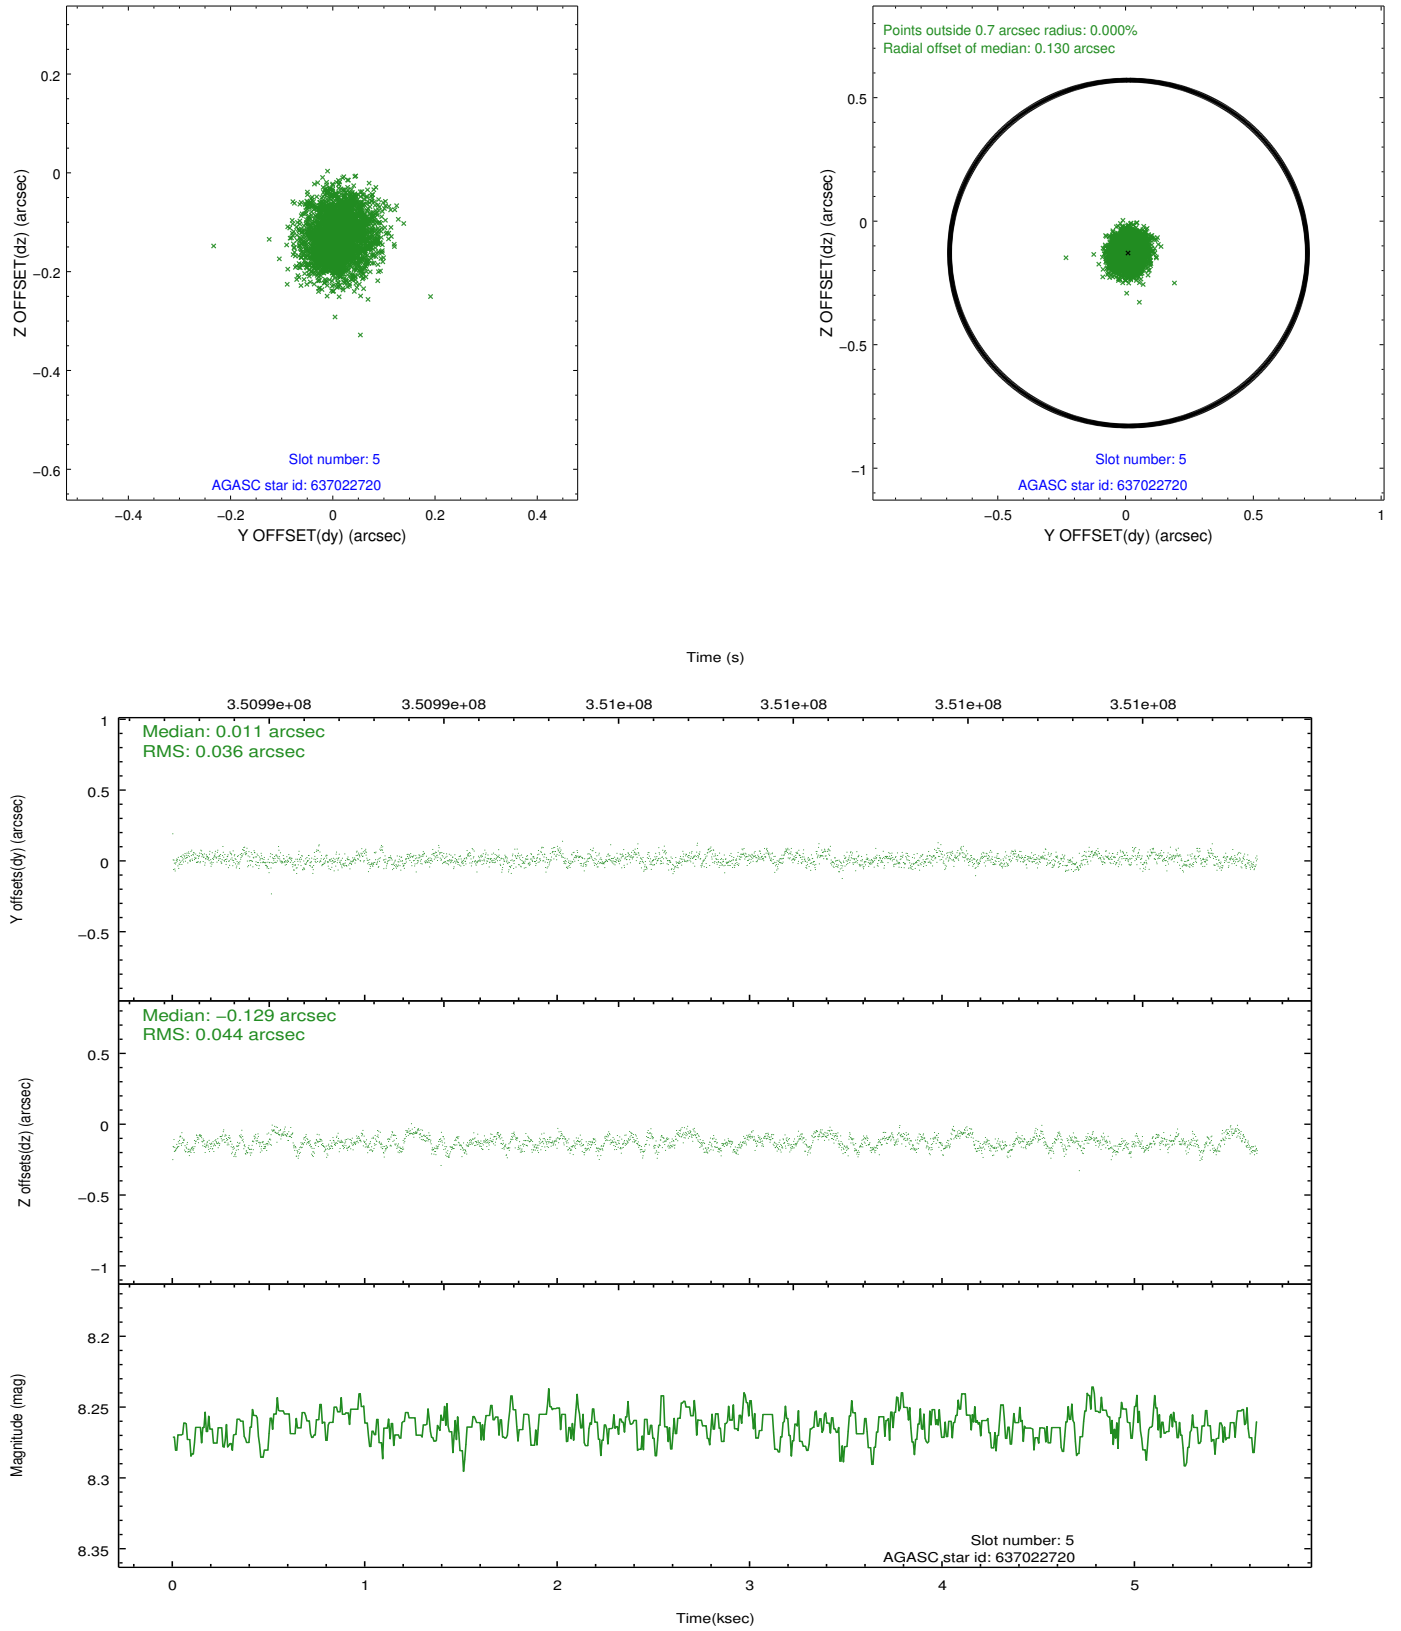 0.2
0
−0.2
−0.4
−0.6
Z OFFSET(dz) (arcsec)
Slot number: 5
AGASC star id: 637022720
−0.4 −0.2 0 0.2 0.4
Y OFFSET(dy) (arcsec)
Points outside 0.7 arcsec radius: 0.000%
Radial offset of median: 0.130 arcsec
0.5
0
−0.5
−1
Z OFFSET(dz) (arcsec)
Slot number: 5
AGASC star id: 637022720
−0.5 0 0.5 1
Y OFFSET(dy) (arcsec)
Time (s)
3.5099e+08 3.5099e+08 3.51e+08 3.51e+08 3.51e+08 3.51e+08
Median: 0.011 arcsec
RMS: 0.036 arcsec
1
0.5
0
−0.5
Y offsets(dy) (arcsec)
Median: −0.129 arcsec
RMS: 0.044 arcsec
0.5
0
−0.5
−1
Z offsets(dz) (arcsec)
8.2
8.25
8.3
8.35
Magnitude (mag)
Slot number: 5
AGASC star id: 637022720
0 1 2 3 4 5
Time(ksec)